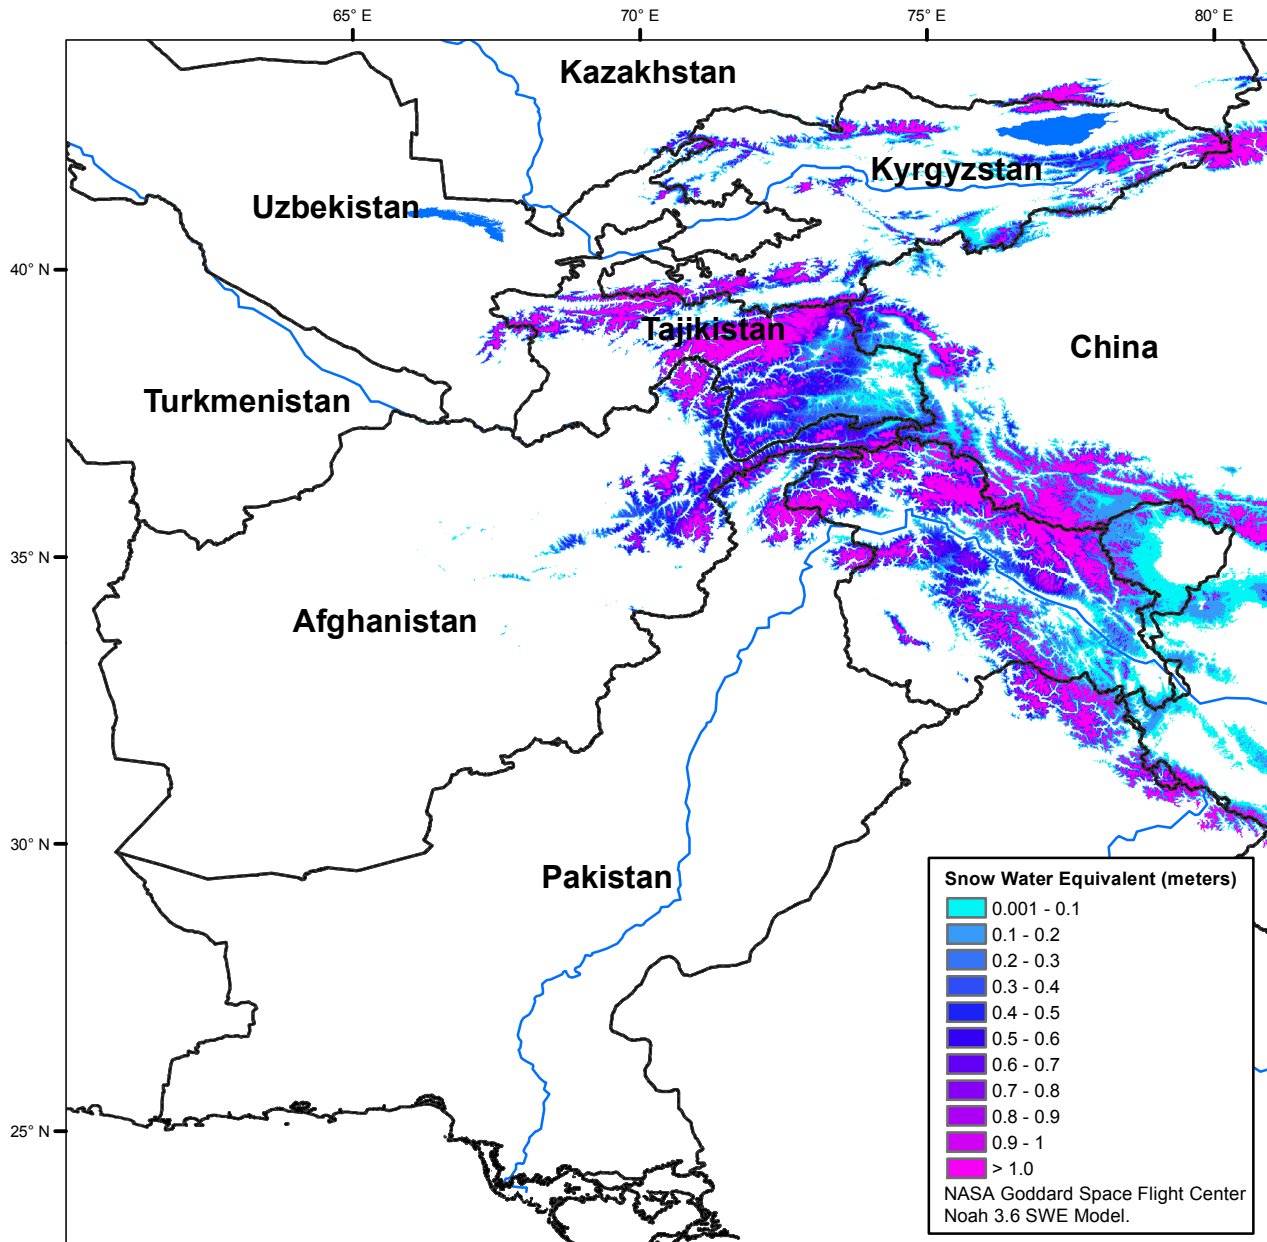 65° E
70° E
75° E
80° E
Kazakhstan
Kyrgyzstan
Uzbekistan
40° N
Tajikistan
China
Turkmenistan
35° N
Afghanistan
30° N
Pakistan
25° N
Snow Water Equivalent (meters)
0.001 - 0.1
0.1 - 0.2
0.2 - 0.3
0.3 - 0.4
0.4 - 0.5
0.5 - 0.6
0.6 - 0.7
0.7 - 0.8
0.8 - 0.9
0.9 - 1
> 1.0
NASA Goddard Space Flight Center
Noah 3.6 SWE Model.